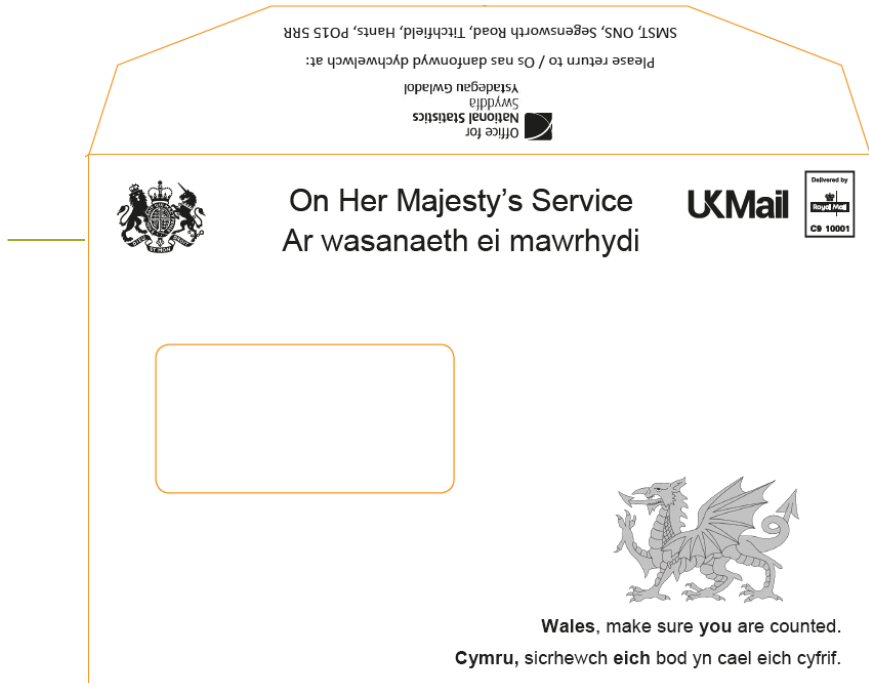 SMST, ONS, Segensworth Road, Titchfield, Hants, PO15 5RR
Please return to / Os nas danfonwyd dychwelwch at:
Ystadegau Gwladol
Swyddfa
National Statistics
Office for
On Her Majesty's Service
Ar wasanaeth ei mawrhydi
UKMail
Delivered by
Royal Mail
C9 10001
Wales, make sure you are counted.
Cymru, sicrhewch eich bod yn cael eich cyfrif.